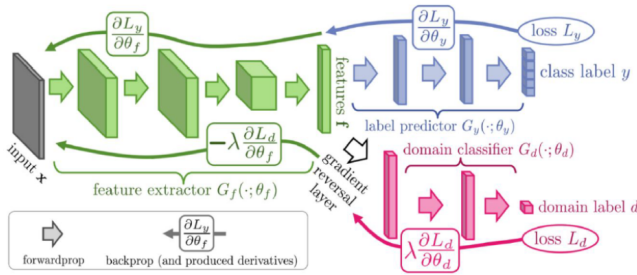 ∂L_y/∂θ_f
∂L_y/∂θ_y
loss L_y
class label y
features f
label predictor G_y(·; θ_y)
−λ ∂L_d/∂θ_f
input x
feature extractor G_f(·; θ_f)
gradient
reversal
layer
domain classifier G_d(·; θ_d)
domain label d
λ ∂L_d/∂θ_d
loss L_d
∂L_y/∂θ_f
forwardprop
backprop (and produced derivatives)